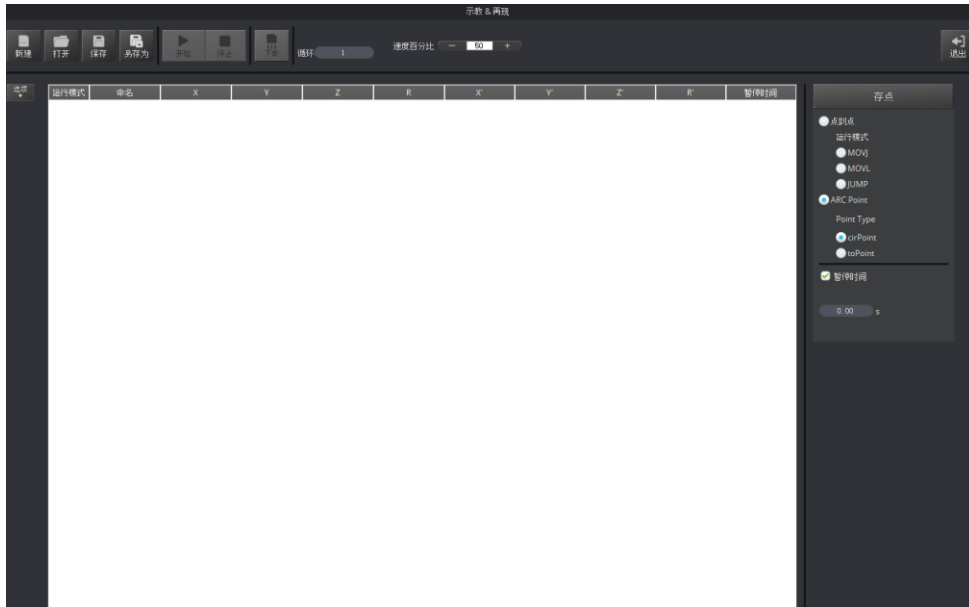 示教 & 再现
新建 打开 保存 另存为 开始 停止 下载 循环 1 速度百分比 − 50 + 退出
选项 运行模式 命名 X Y Z R X' Y' Z' R' 暂停时间 存点
点到点
运行模式
MOVJ
MOVL
JUMP
ARC Point
Point Type
cirPoint
toPoint
暂停时间
0.00 s